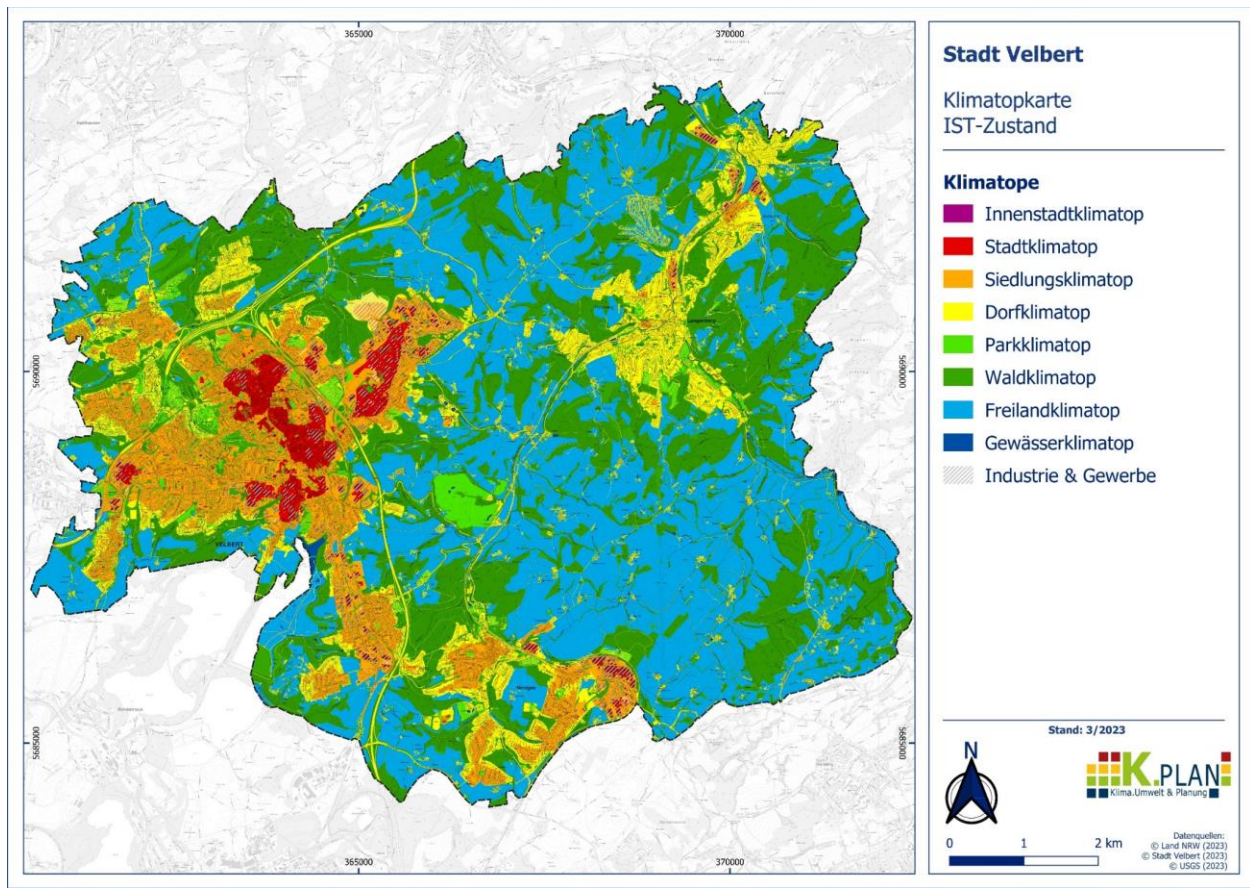 365000
370000
5690000
5690000
5685000
5685000
365000
370000
VELBERT
Langenberg
Neviges
Stadt Velbert
Klimatopkarte
IST-Zustand
Klimatope
Innenstadtklimatop
Stadtklimatop
Siedlungsklimatop
Dorfklimatop
Parkklimatop
Waldklimatop
Freilandklimatop
Gewässerklimatop
Industrie & Gewerbe
Stand: 3/2023
N
K.PLAN
Klima.Umwelt & Planung
0 1 2 km
Datenquellen:
© Land NRW (2023)
© Stadt Velbert (2023)
© USGS (2023)